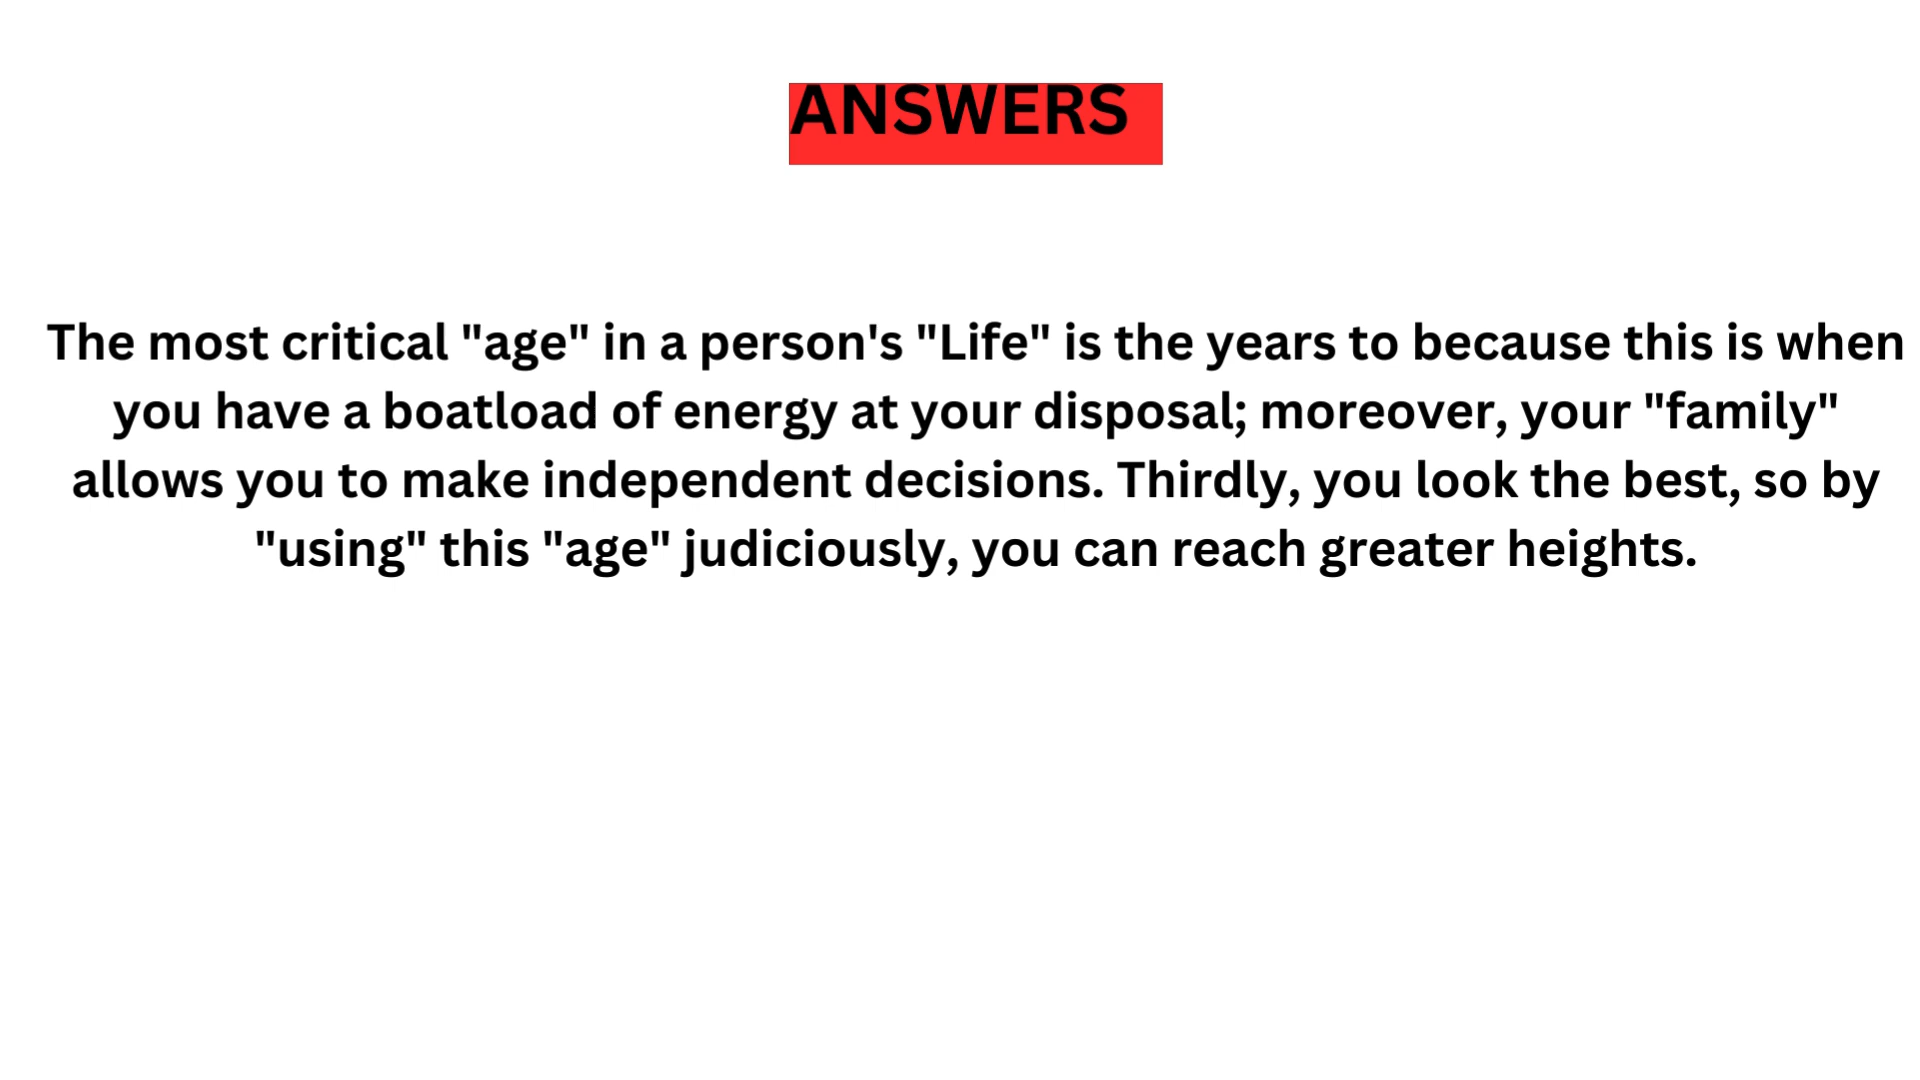 ANSWERS
The most critical "age" in a person's "Life" is the years to because this is when
you have a boatload of energy at your disposal; moreover, your "family"
allows you to make independent decisions. Thirdly, you look the best, so by
"using" this "age" judiciously, you can reach greater heights.